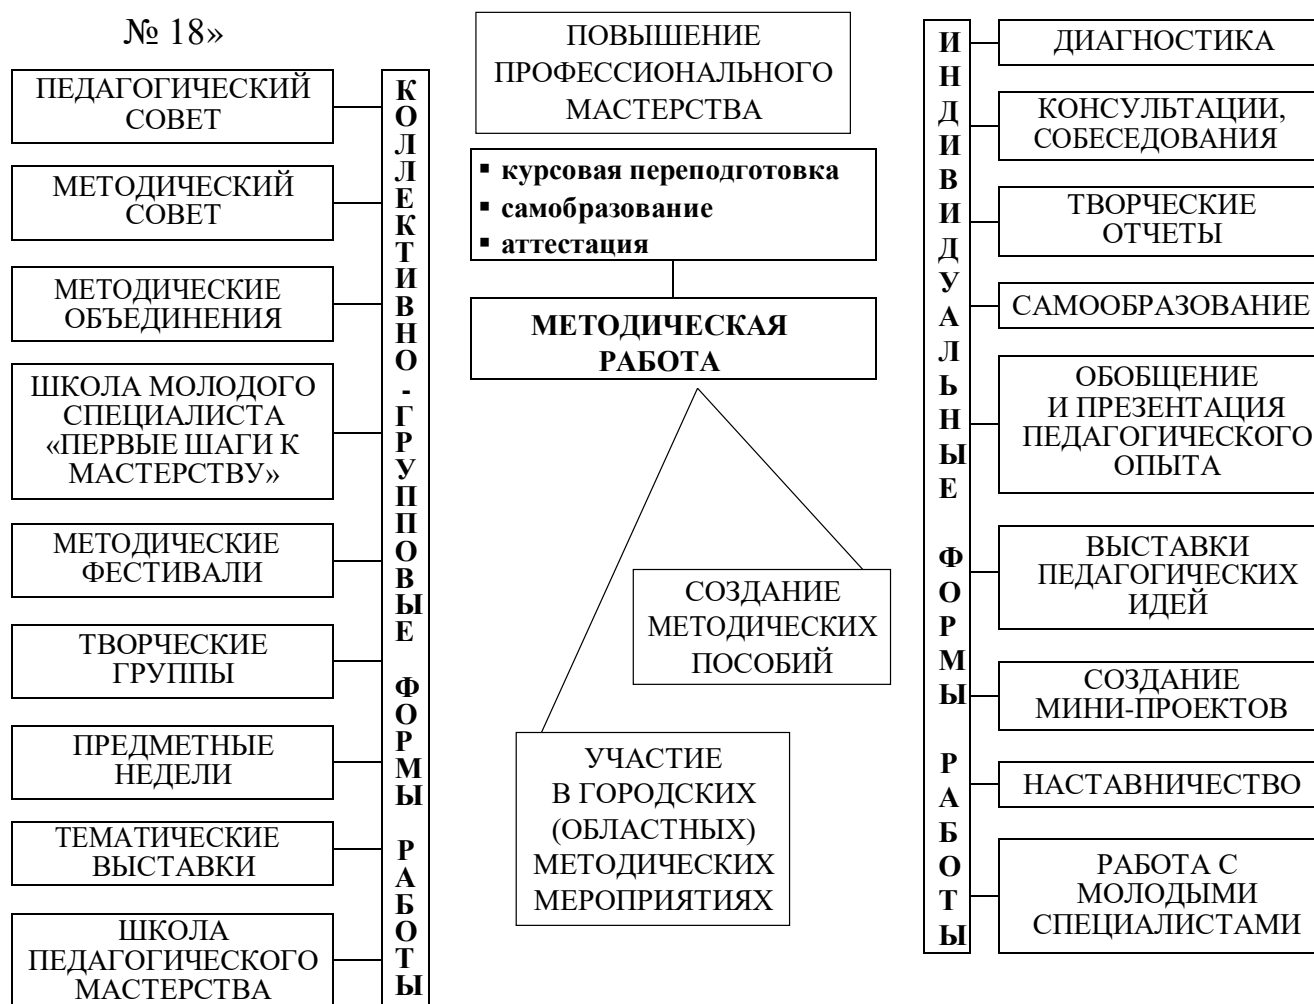 № 18»
ПЕДАГОГИЧЕСКИЙ
СОВЕТ
МЕТОДИЧЕСКИЙ
СОВЕТ
МЕТОДИЧЕСКИЕ
ОБЪЕДИНЕНИЯ
ШКОЛА МОЛОДОГО
СПЕЦИАЛИСТА
«ПЕРВЫЕ ШАГИ К
МАСТЕРСТВУ»
МЕТОДИЧЕСКИЕ
ФЕСТИВАЛИ
ТВОРЧЕСКИЕ
ГРУППЫ
ПРЕДМЕТНЫЕ
НЕДЕЛИ
ТЕМАТИЧЕСКИЕ
ВЫСТАВКИ
ШКОЛА
ПЕДАГОГИЧЕСКОГО
МАСТЕРСТВА
КОЛЛЕКТИВНО-ГРУППОВЫЕ ФОРМЫ РАБОТЫ
ПОВЫШЕНИЕ
ПРОФЕССИОНАЛЬНОГО
МАСТЕРСТВА
▪ курсовая переподготовка
▪ самобразование
▪ аттестация
МЕТОДИЧЕСКАЯ
РАБОТА
СОЗДАНИЕ
МЕТОДИЧЕСКИХ
ПОСОБИЙ
УЧАСТИЕ
В ГОРОДСКИХ
(ОБЛАСТНЫХ)
МЕТОДИЧЕСКИХ
МЕРОПРИЯТИЯХ
ИНДИВИДУАЛЬНЫЕ ФОРМЫ РАБОТЫ
ДИАГНОСТИКА
КОНСУЛЬТАЦИИ,
СОБЕСЕДОВАНИЯ
ТВОРЧЕСКИЕ
ОТЧЕТЫ
САМООБРАЗОВАНИЕ
ОБОБЩЕНИЕ
И ПРЕЗЕНТАЦИЯ
ПЕДАГОГИЧЕСКОГО
ОПЫТА
ВЫСТАВКИ
ПЕДАГОГИЧЕСКИХ
ИДЕЙ
СОЗДАНИЕ
МИНИ-ПРОЕКТОВ
НАСТАВНИЧЕСТВО
РАБОТА С
МОЛОДЫМИ
СПЕЦИАЛИСТАМИ